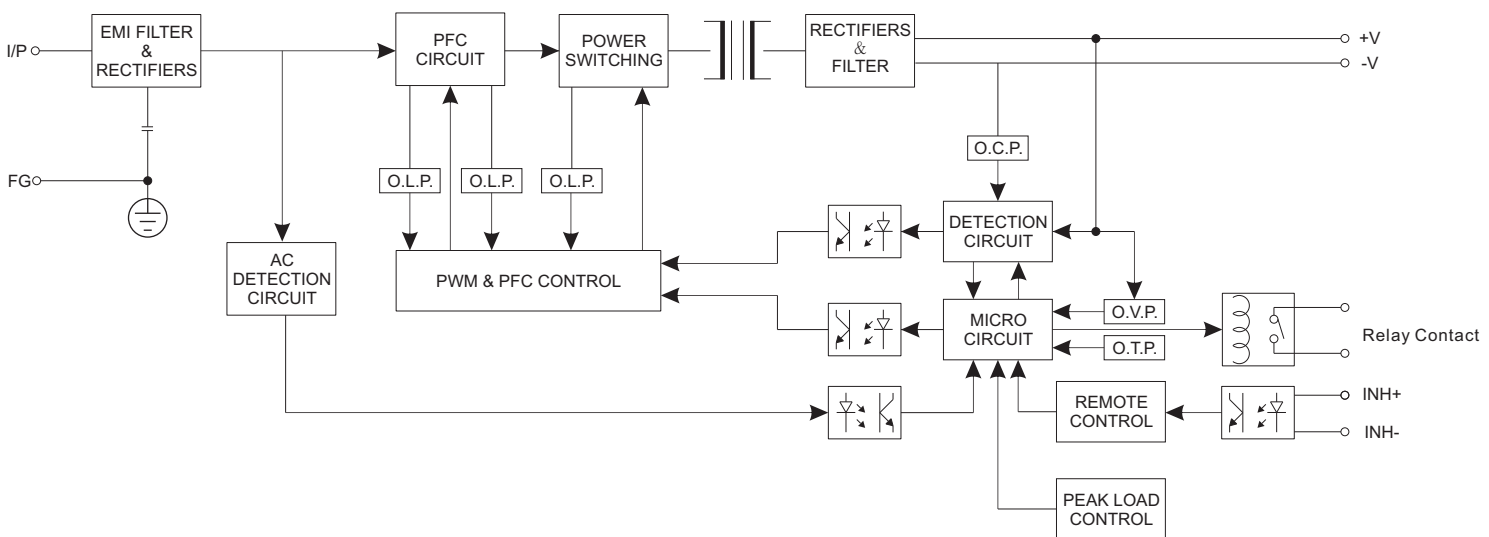 I/P
EMI FILTER
&
RECTIFIERS
PFC
CIRCUIT
POWER
SWITCHING
RECTIFIERS
&
FILTER
+V
-V
O.C.P.
FG
O.L.P.
O.L.P.
O.L.P.
AC
DETECTION
CIRCUIT
PWM & PFC CONTROL
DETECTION
CIRCUIT
MICRO
CIRCUIT
O.V.P.
O.T.P.
Relay Contact
REMOTE
CONTROL
INH+
INH-
PEAK LOAD
CONTROL